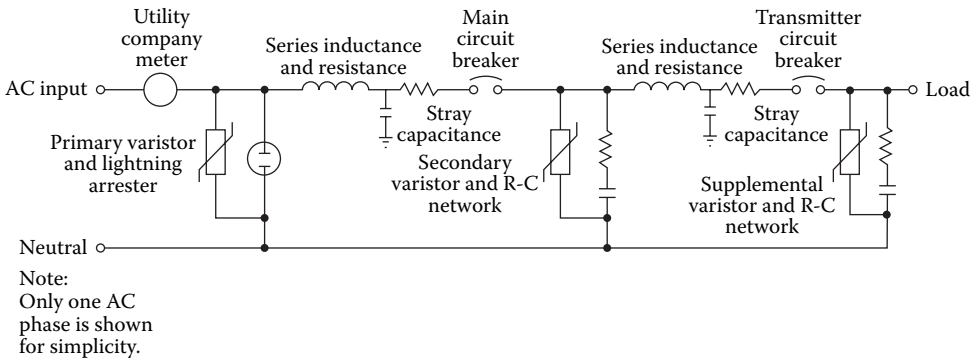 Utility
company
meter
Series inductance
and resistance
Main
circuit
breaker
Series inductance
and resistance
Transmitter
circuit
breaker
AC input
Load
Stray
capacitance
Stray
capacitance
Primary varistor
and lightning
arrester
Secondary
varistor and R-C
network
Supplemental
varistor and R-C
network
Neutral
Note:
Only one AC
phase is shown
for simplicity.